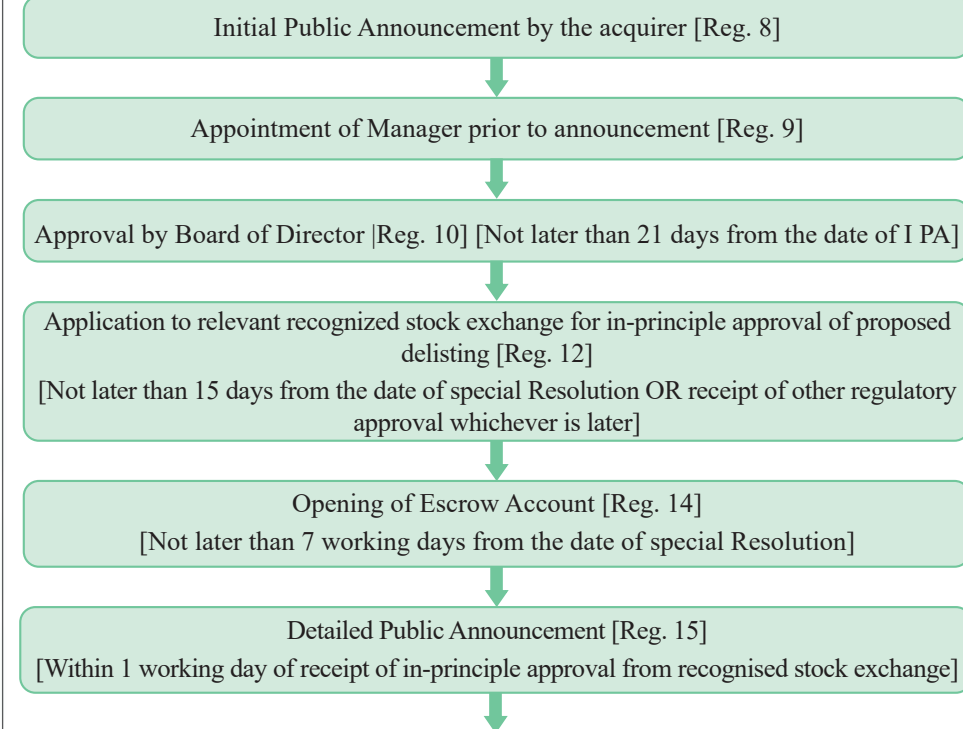 Initial Public Announcement by the acquirer [Reg. 8]
Appointment of Manager prior to announcement [Reg. 9]
Approval by Board of Director |Reg. 10] [Not later than 21 days from the date of I PA]
Application to relevant recognized stock exchange for in-principle approval of proposed
delisting [Reg. 12]
[Not later than 15 days from the date of special Resolution OR receipt of other regulatory
approval whichever is later]
Opening of Escrow Account [Reg. 14]
[Not later than 7 working days from the date of special Resolution]
Detailed Public Announcement [Reg. 15]
[Within 1 working day of receipt of in-principle approval from recognised stock exchange]